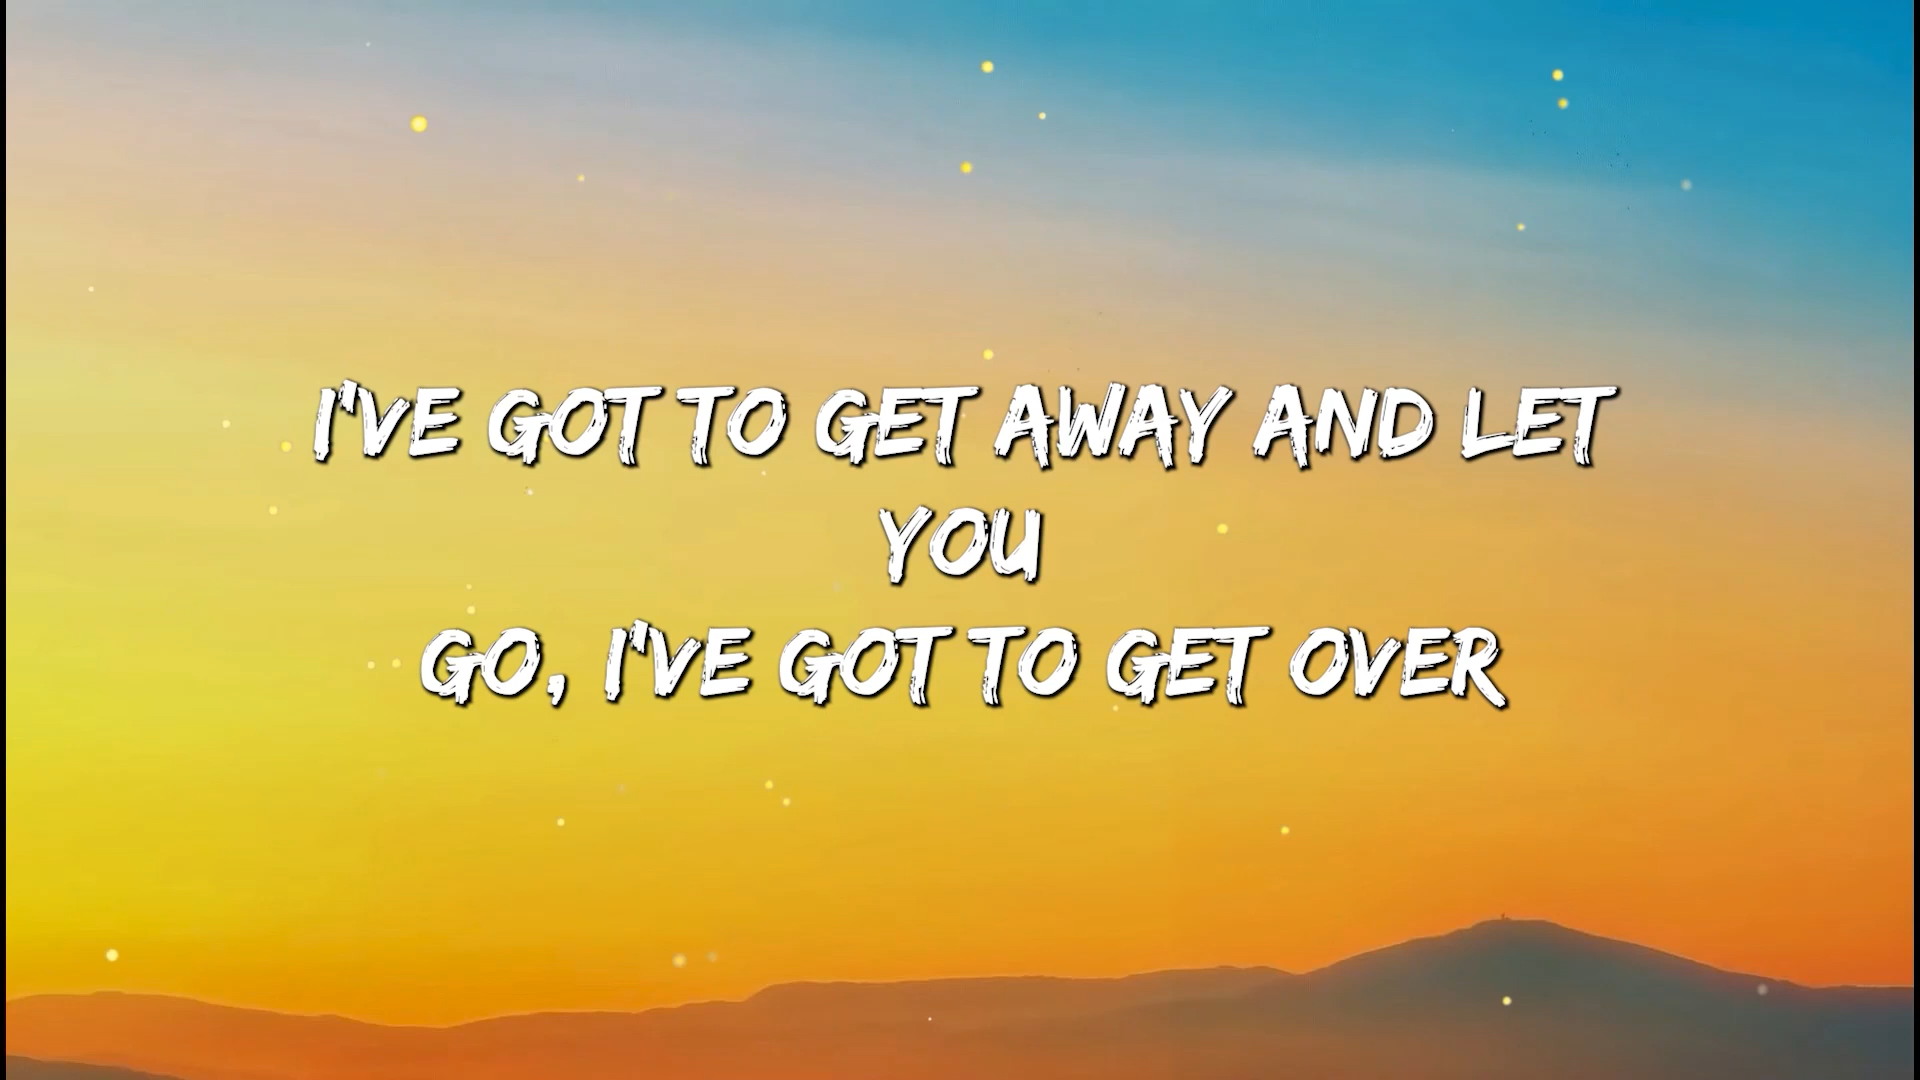 I'VE GOT TO GET AWAY AND LET
YOU
GO, I'VE GOT TO GET OVER